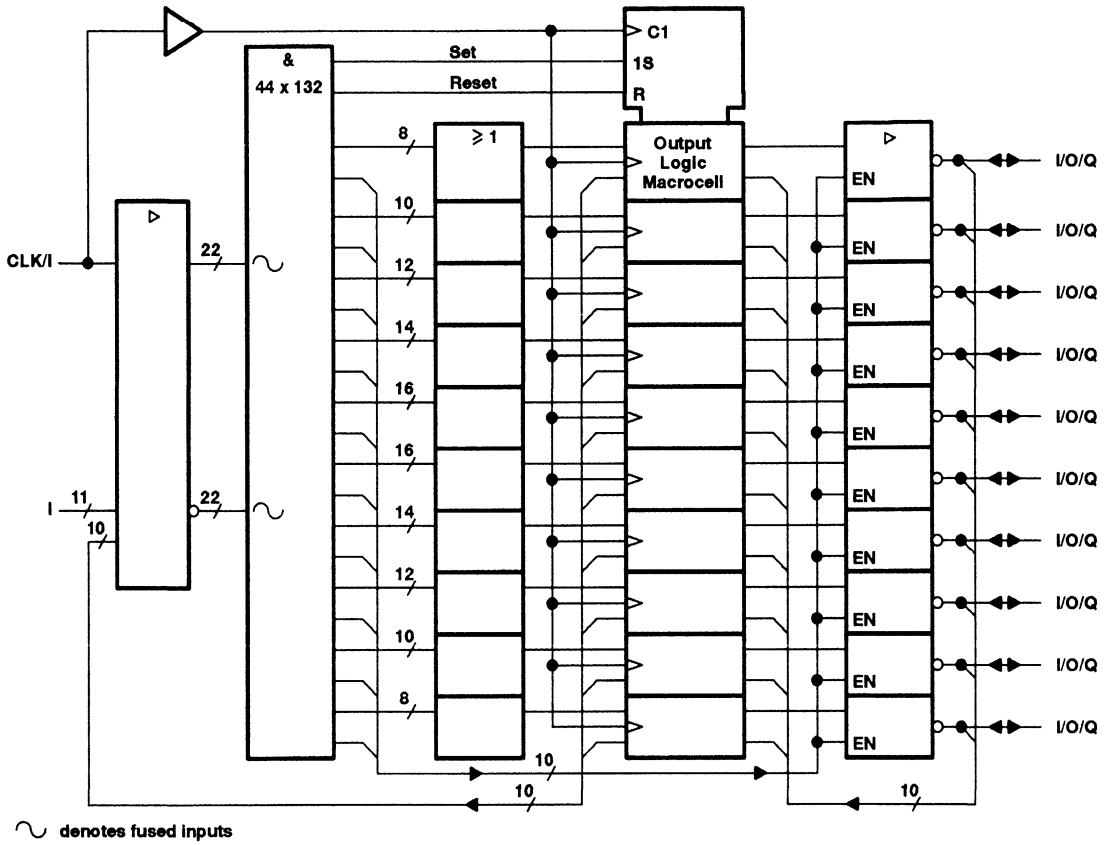 C1
&
Set
1S
44 x 132
Reset
R
8
≥ 1
Output
Logic
Macrocell
▷
I/O/Q
EN
10
I/O/Q
CLK/I
▷
22
EN
12
I/O/Q
EN
14
I/O/Q
EN
16
I/O/Q
EN
16
I/O/Q
EN
I
11
22
10
14
I/O/Q
EN
12
I/O/Q
EN
10
I/O/Q
EN
8
I/O/Q
EN
10
10
10
denotes fused inputs